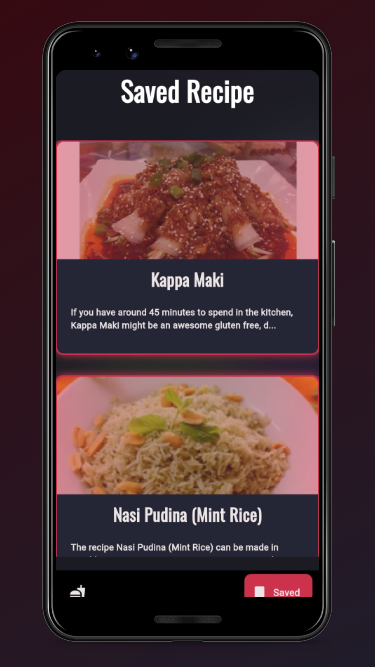 Saved Recipe
Kappa Maki
If you have around 45 minutes to spend in the kitchen,
Kappa Maki might be an awesome gluten free, d...
Nasi Pudina (Mint Rice)
The recipe Nasi Pudina (Mint Rice) can be made in
Saved